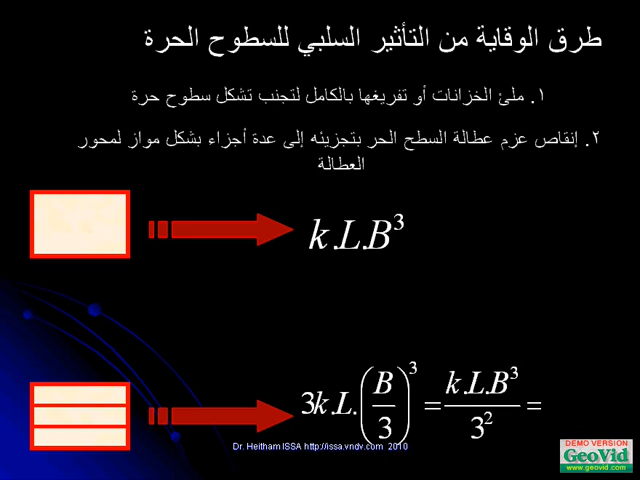 طرق الوقاية من التأثير السلبي للسطوح الحرة
١. ملئ الخزانات أو تفريغها بالكامل لتجنب تشكل سطوح حرة
٢. إنقاص عزم عطالة السطح الحر بتجزيئه إلى عدة أجزاء بشكل مواز لمحور
العطالة
k.L.B³
3k.L.(B/3)³ = k.L.B³/3² =
Dr. Heitham ISSA http://issa.vndv.com 2010
DEMO VERSION
GeoVid
www.geovid.com